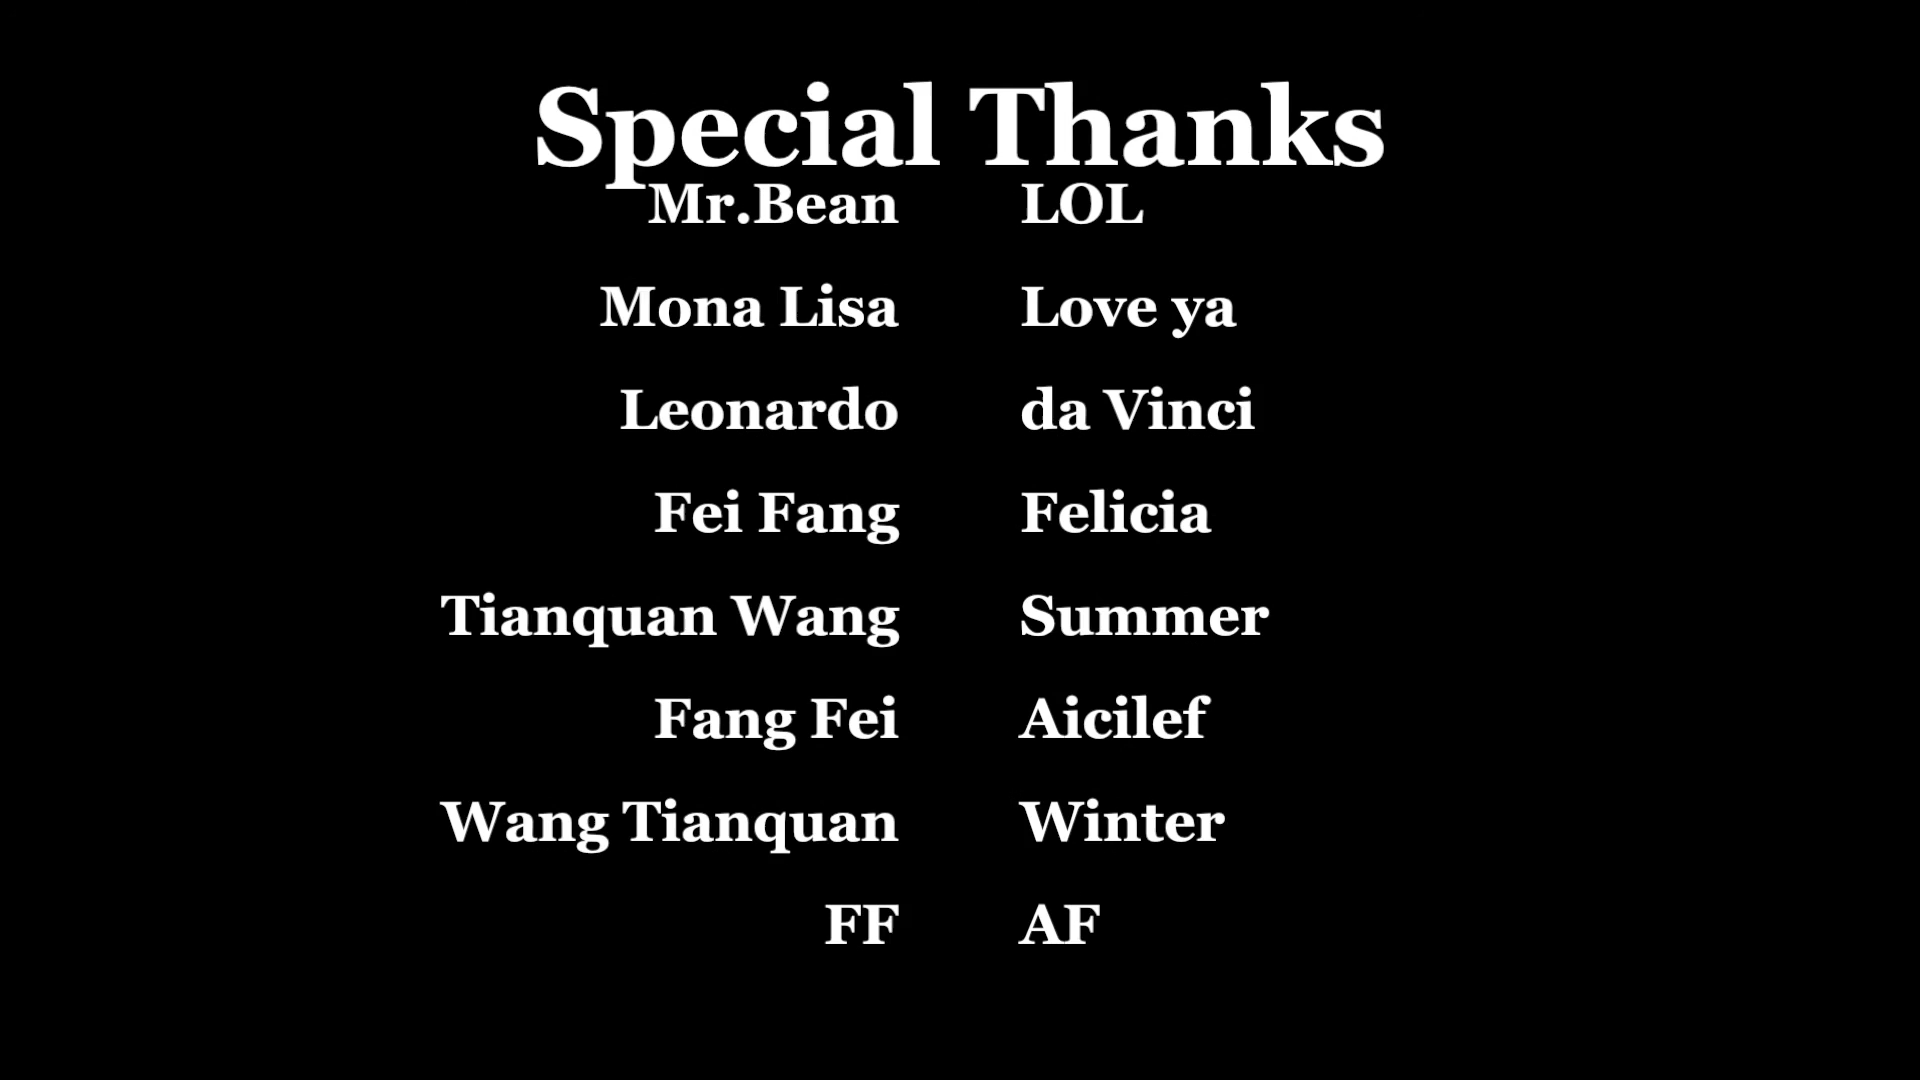 Special Thanks
Mr.Bean LOL
Mona Lisa Love ya
Leonardo da Vinci
Fei Fang Felicia
Tianquan Wang Summer
Fang Fei Aicilef
Wang Tianquan Winter
FF AF